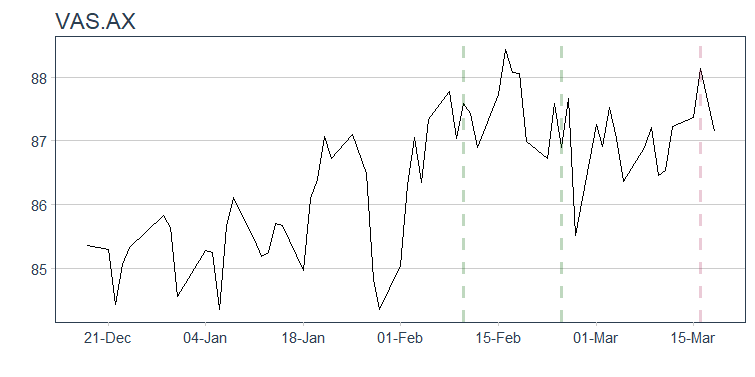 VAS.AX
88
87
86
85
21-Dec
04-Jan
18-Jan
01-Feb
15-Feb
01-Mar
15-Mar